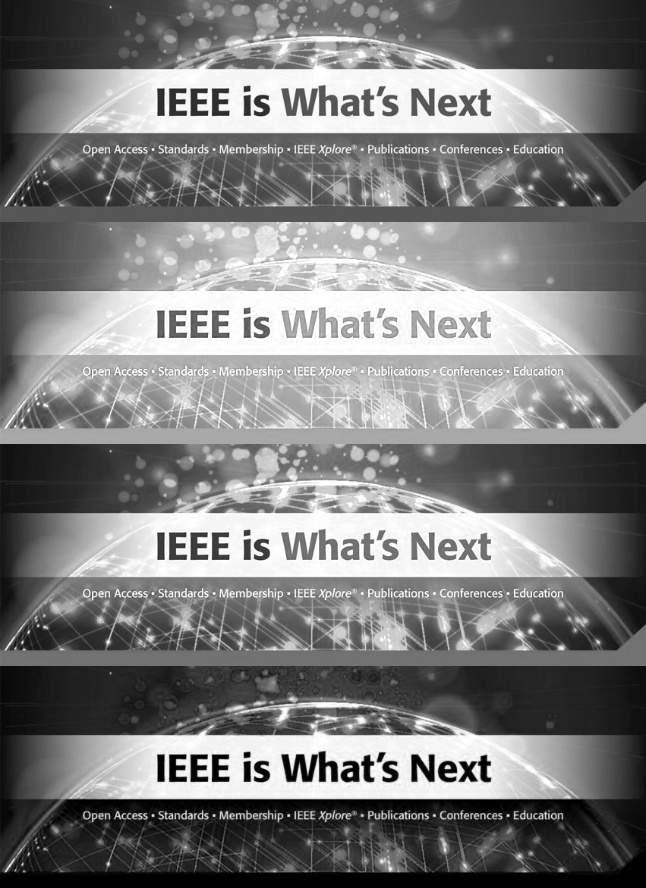 IEEE is What's Next
Open Access • Standards • Membership • IEEE Xplore® • Publications • Conferences • Education
IEEE is What's Next
Open Access • Standards • Membership • IEEE Xplore® • Publications • Conferences • Education
IEEE is What's Next
Open Access • Standards • Membership • IEEE Xplore® • Publications • Conferences • Education
IEEE is What's Next
Open Access • Standards • Membership • IEEE Xplore® • Publications • Conferences • Education